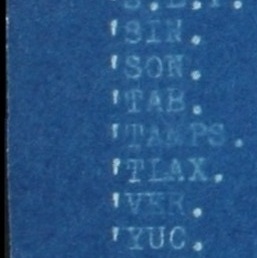 'S.L.P.
'SIN.
'SON.
'TAB.
'TAMPS.
'TLAX.
'VER.
'YUC.